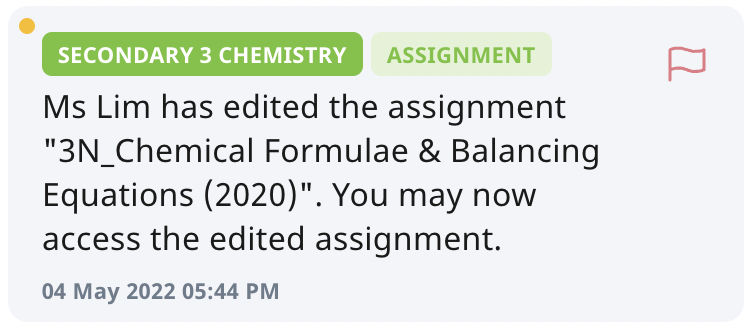 SECONDARY 3 CHEMISTRY ASSIGNMENT
Ms Lim has edited the assignment
"3N_Chemical Formulae & Balancing
Equations (2020)". You may now
access the edited assignment.
04 May 2022 05:44 PM